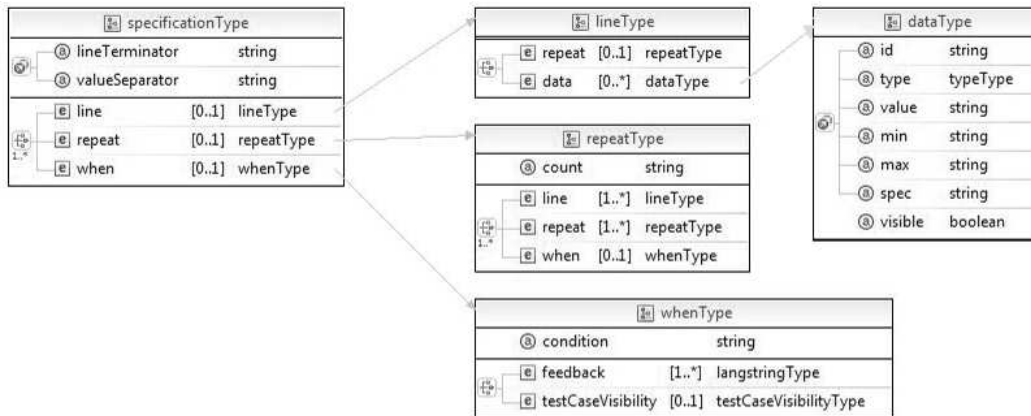 specificationType
lineTerminator string
valueSeparator string
line [0..1] lineType
repeat [0..1] repeatType
1..*
when [0..1] whenType
lineType
repeat [0..1] repeatType
data [0..*] dataType
repeatType
count string
line [1..*] lineType
repeat [1..*] repeatType
1..*
when [0..1] whenType
whenType
condition string
feedback [1..*] langstringType
testCaseVisibility [0..1] testCaseVisibilityType
dataType
id string
type typeType
value string
min string
max string
spec string
visible boolean